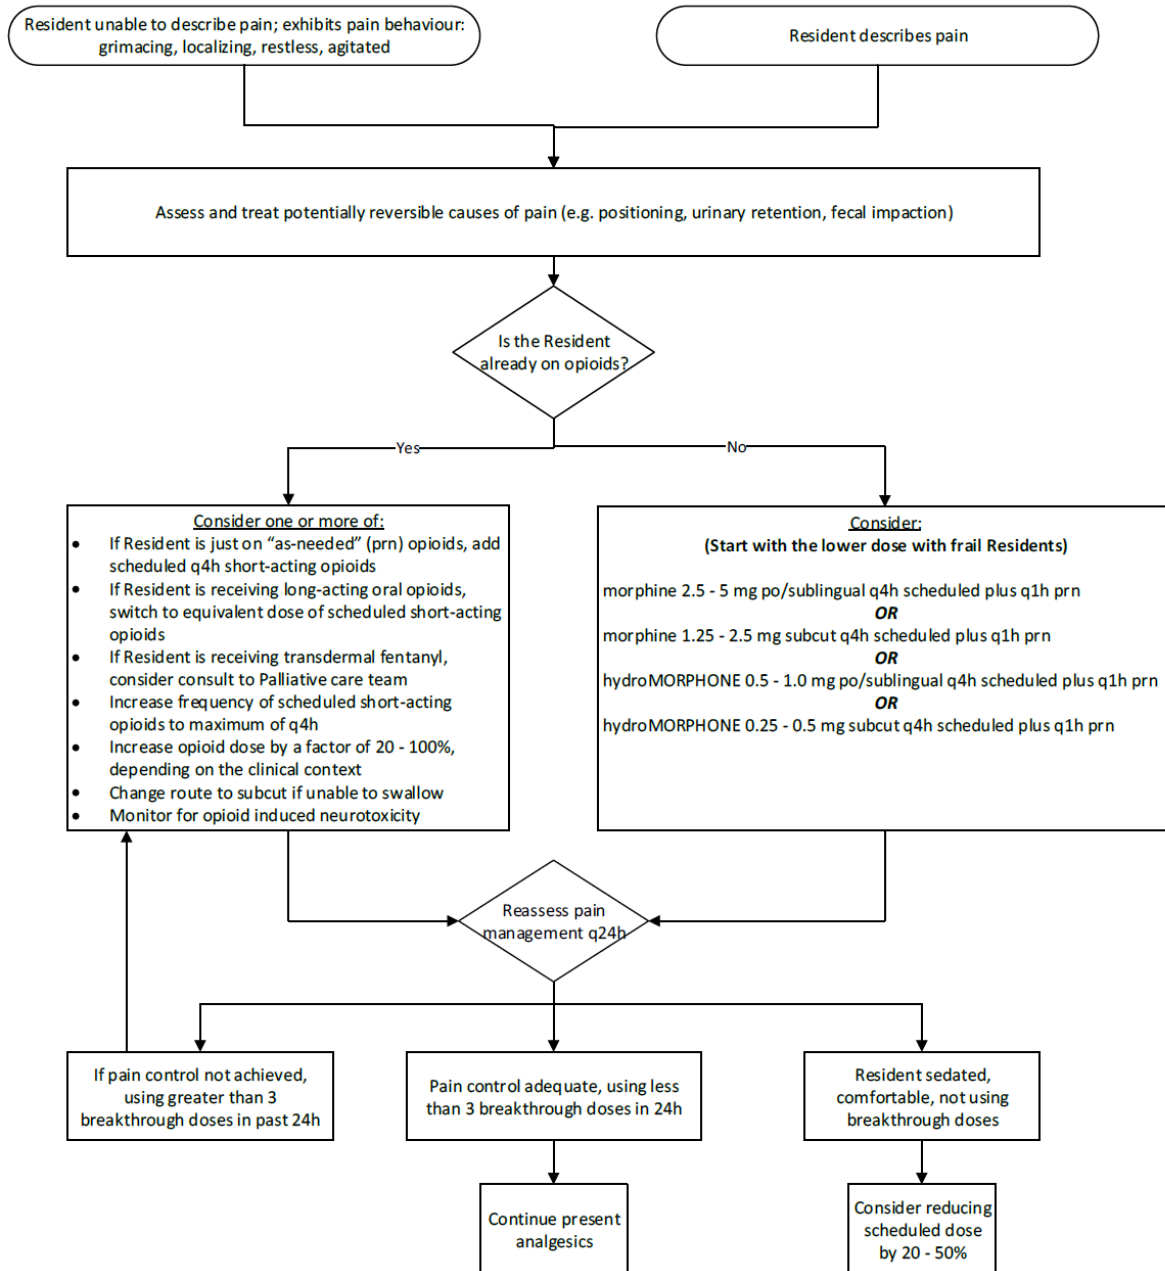 Resident unable to describe pain; exhibits pain behaviour:
grimacing, localizing, restless, agitated
Resident describes pain
Assess and treat potentially reversible causes of pain (e.g. positioning, urinary retention, fecal impaction)
Is the Resident
already on opioids?
Yes
No
Consider one or more of:
• If Resident is just on “as-needed” (prn) opioids, add
scheduled q4h short-acting opioids
• If Resident is receiving long-acting oral opioids,
switch to equivalent dose of scheduled short-acting
opioids
• If Resident is receiving transdermal fentanyl,
consider consult to Palliative care team
• Increase frequency of scheduled short-acting
opioids to maximum of q4h
• Increase opioid dose by a factor of 20 - 100%,
depending on the clinical context
• Change route to subcut if unable to swallow
• Monitor for opioid induced neurotoxicity
Consider:
(Start with the lower dose with frail Residents)
morphine 2.5 - 5 mg po/sublingual q4h scheduled plus q1h prn
OR
morphine 1.25 - 2.5 mg subcut q4h scheduled plus q1h prn
OR
hydroMORPHONE 0.5 - 1.0 mg po/sublingual q4h scheduled plus q1h prn
OR
hydroMORPHONE 0.25 - 0.5 mg subcut q4h scheduled plus q1h prn
Reassess pain
management q24h
If pain control not achieved,
using greater than 3
breakthrough doses in past 24h
Pain control adequate, using less
than 3 breakthrough doses in 24h
Resident sedated,
comfortable, not using
breakthrough doses
Continue present
analgesics
Consider reducing
scheduled dose
by 20 - 50%